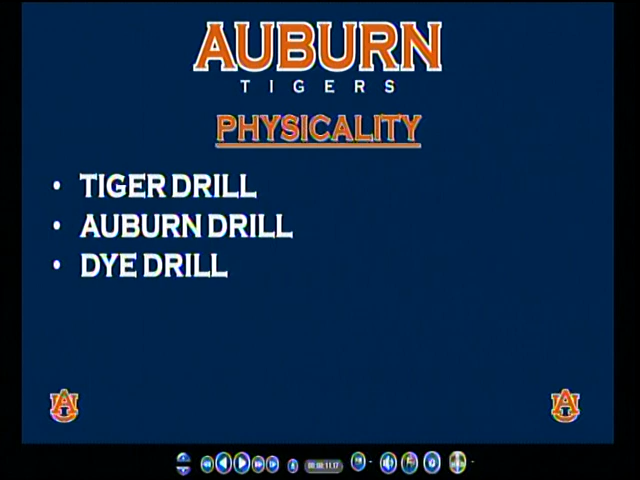 AUBURN
TIGERS
PHYSICALITY
• TIGER DRILL
• AUBURN DRILL
• DYE DRILL